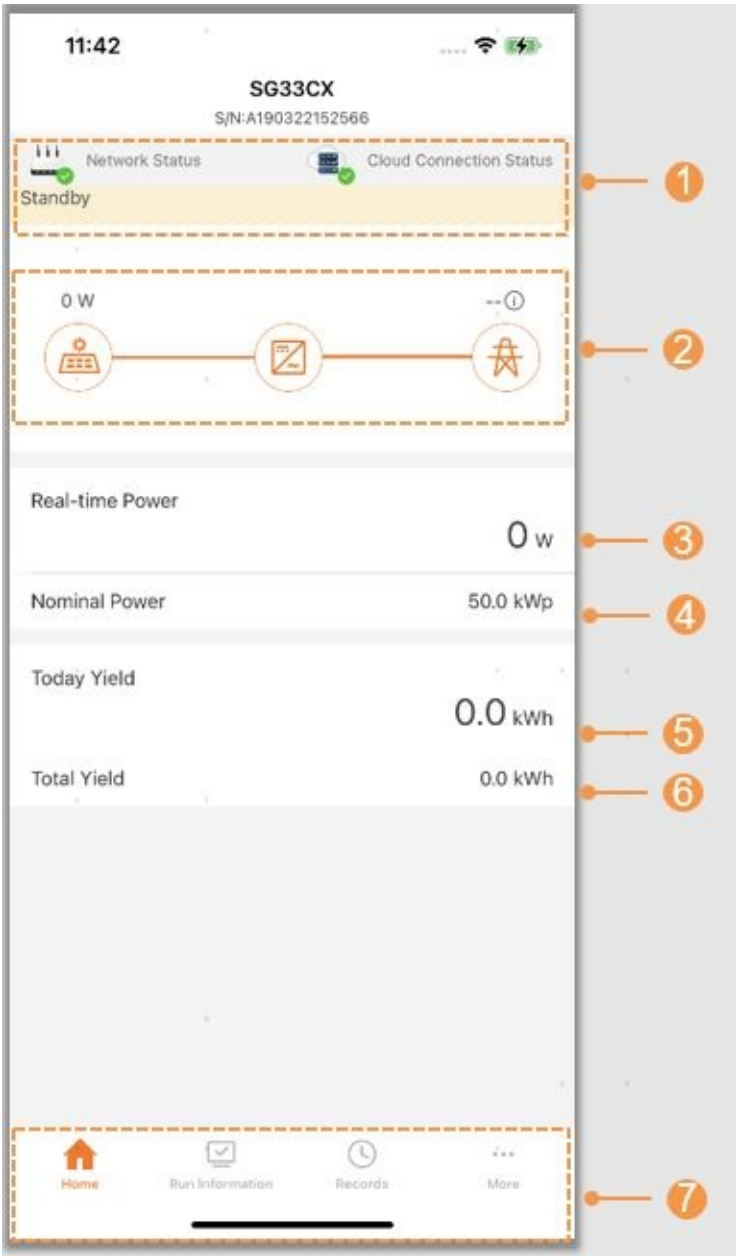 11:42
SG33CX
S/N:A190322152566
Network Status Cloud Connection Status
1
Standby
0 W --
2
Real-time Power
0 W
3
Nominal Power 50.0 kWp
4
Today Yield
0.0 kWh
5
Total Yield 0.0 kWh
6
Home Run Information Records More
7